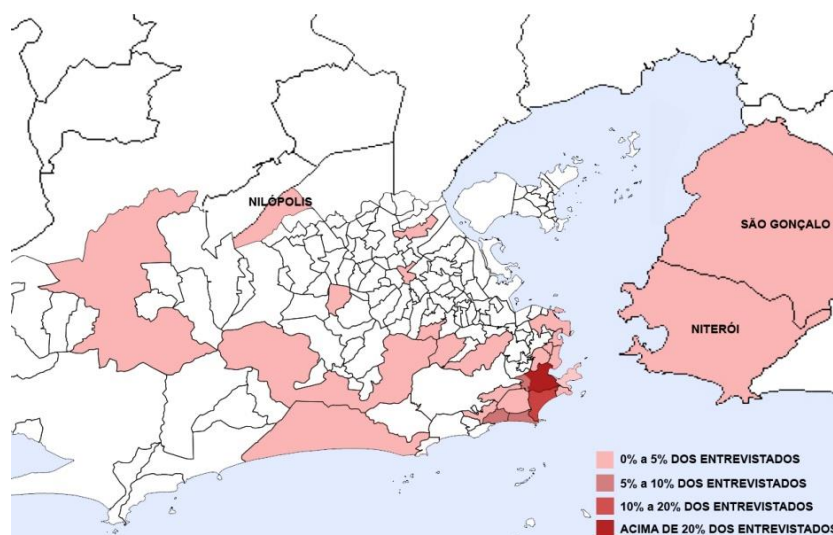 NILÓPOLIS
SÃO GONÇALO
NITERÓI
0% a 5% DOS ENTREVISTADOS
5% a 10% DOS ENTREVISTADOS
10% a 20% DOS ENTREVISTADOS
ACIMA DE 20% DOS ENTREVISTADOS